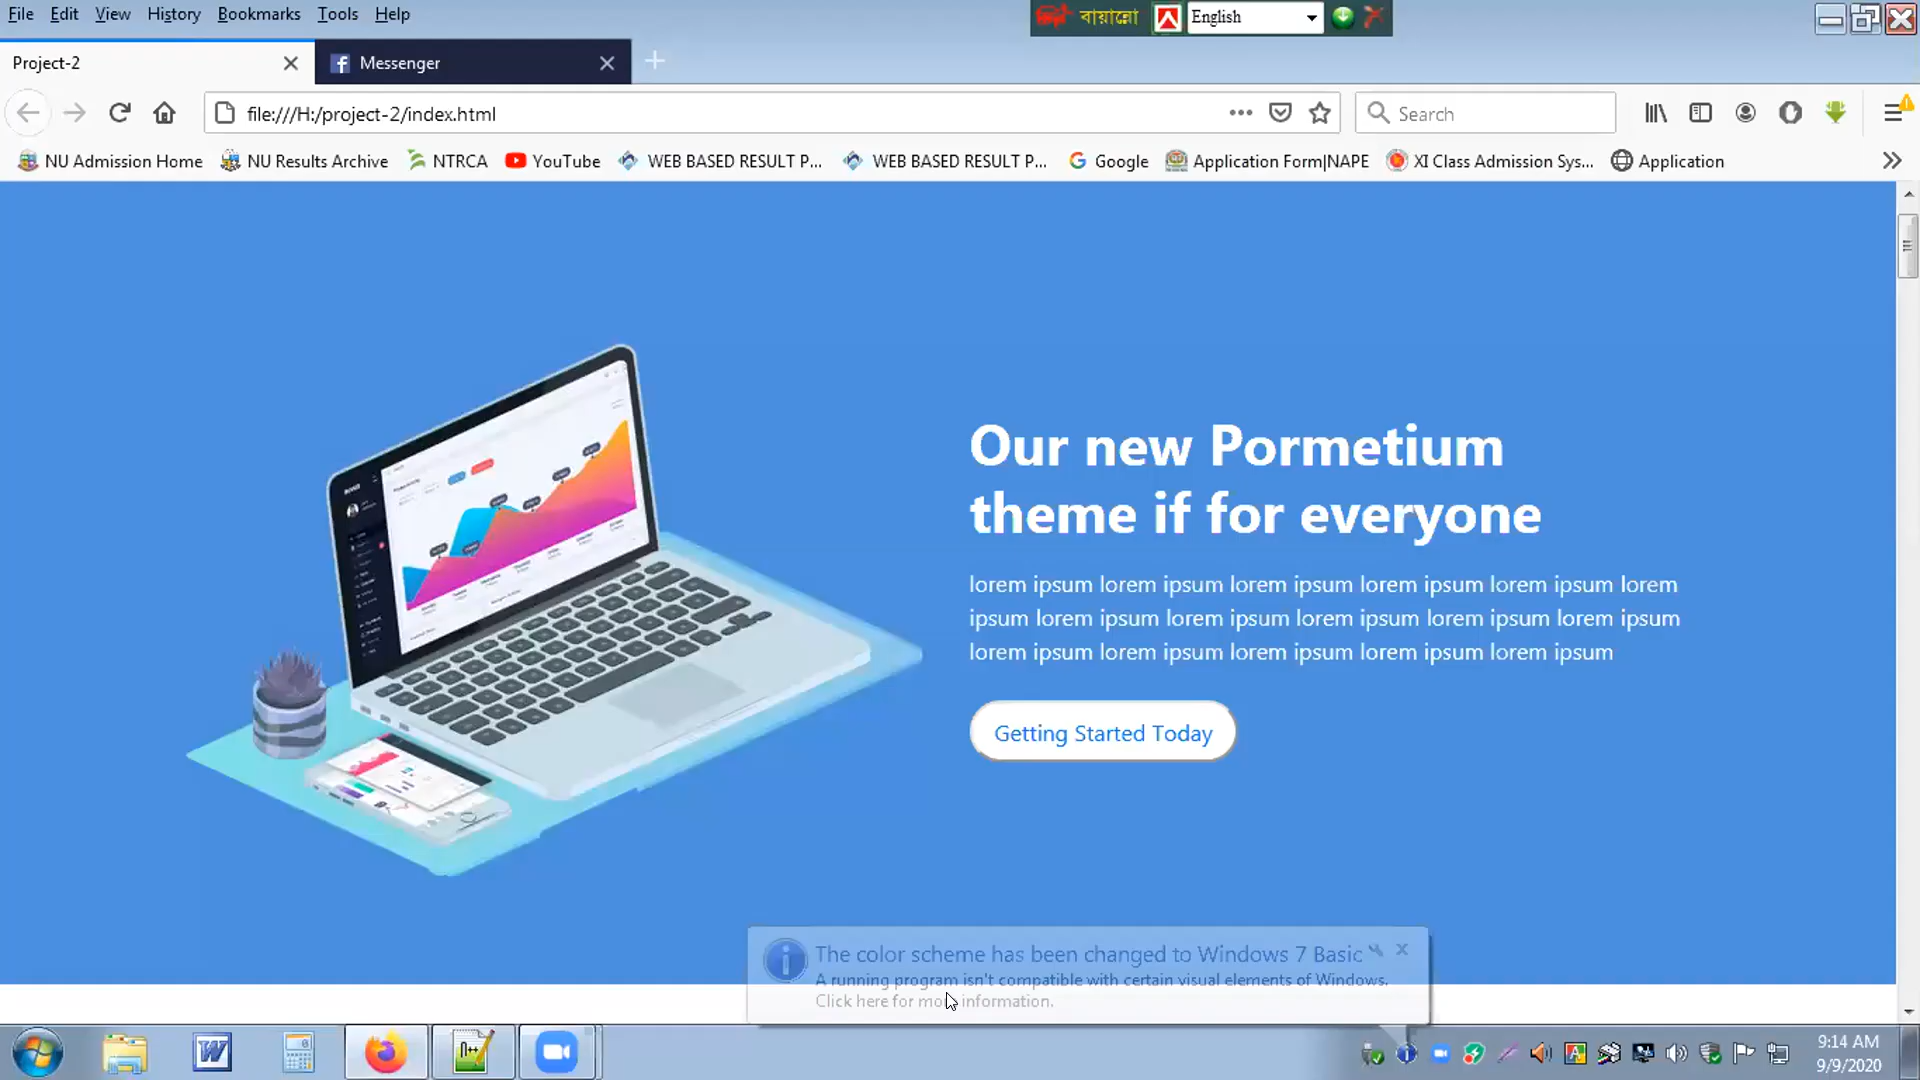 File Edit View History Bookmarks Tools Help
বায়ান্নো English
Project-2
Messenger
file:///H:/project-2/index.html
Search
NU Admission Home
NU Results Archive
NTRCA
YouTube
WEB BASED RESULT P...
WEB BASED RESULT P...
Google
Application Form|NAPE
XI Class Admission Sys...
Application
Our new Pormetium
theme if for everyone
lorem ipsum lorem ipsum lorem ipsum lorem ipsum lorem ipsum lorem
ipsum lorem ipsum lorem ipsum lorem ipsum lorem ipsum lorem ipsum
lorem ipsum lorem ipsum lorem ipsum lorem ipsum lorem ipsum
Getting Started Today
The color scheme has been changed to Windows 7 Basic
A running program isn't compatible with certain visual elements of Windows.
Click here for more information.
9:14 AM
9/9/2020